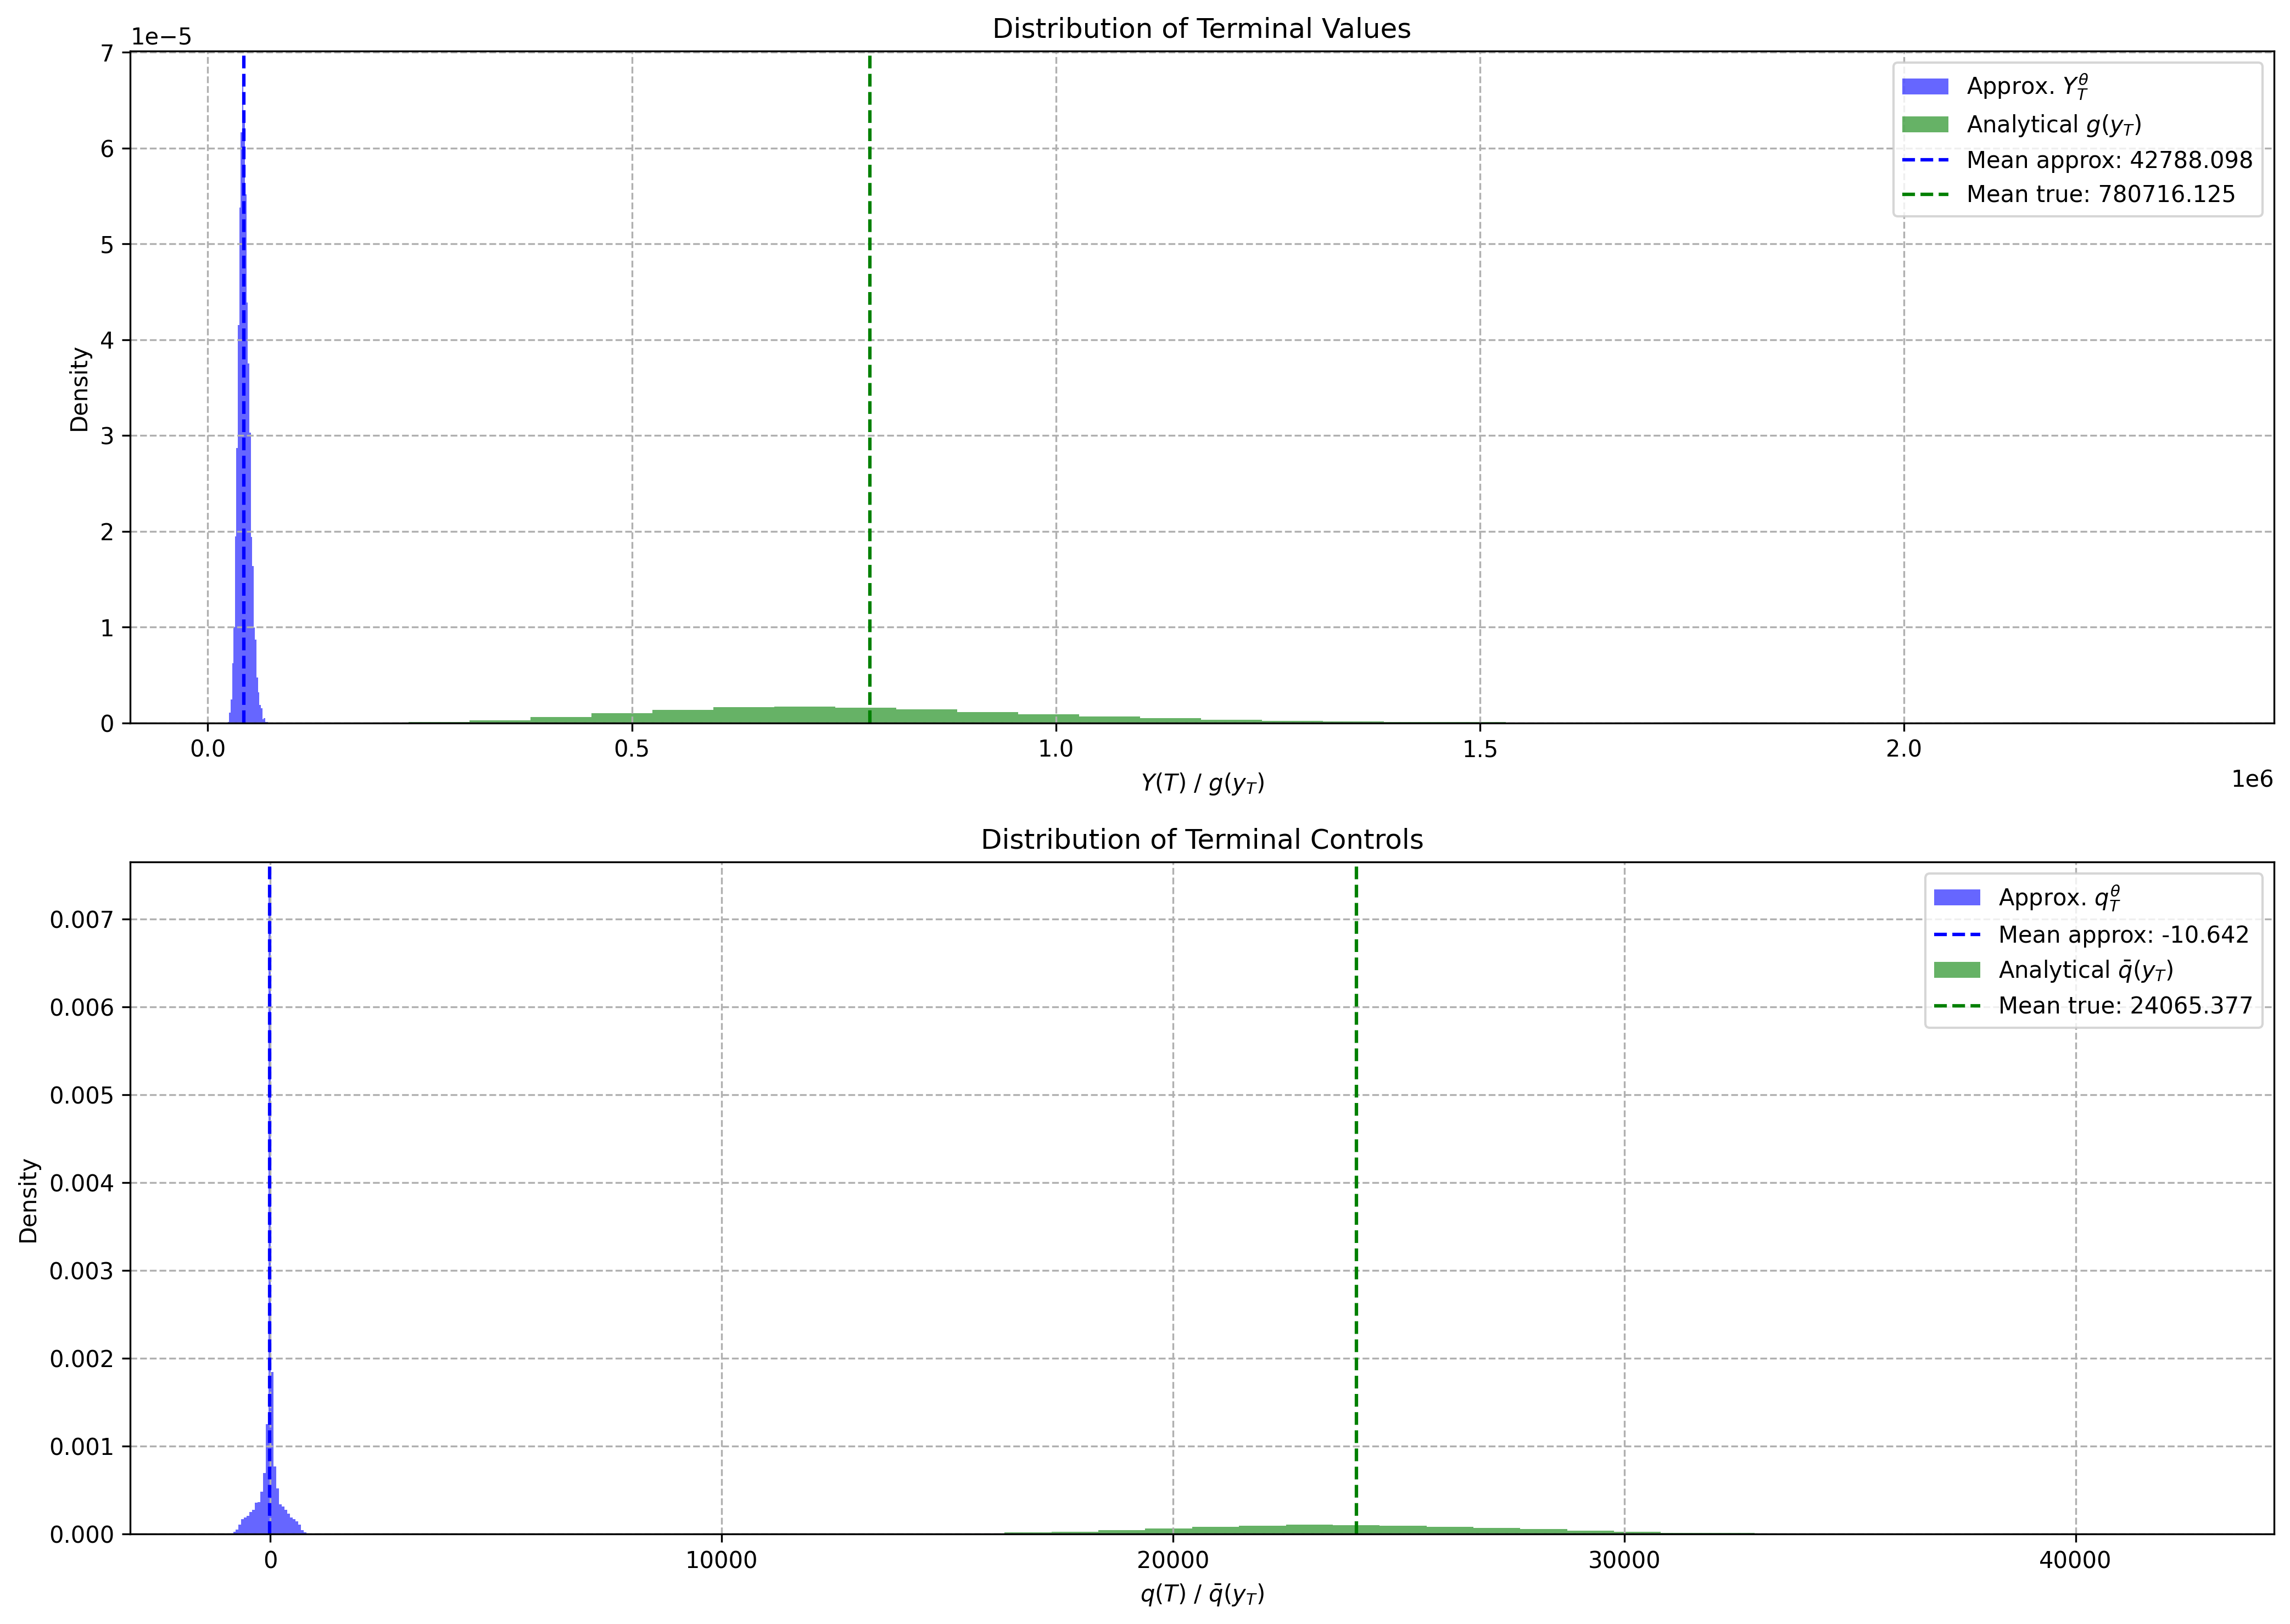 Distribution of Terminal Values
1e−5
7
6
5
4
3
2
1
0
Density
Approx. $Y_T^θ$
Analytical $g(y_T)$
Mean approx: 42788.098
Mean true: 780716.125
0.0 0.5 1.0 1.5 2.0
1e6
$Y(T)$ / $g(y_T)$
Distribution of Terminal Controls
0.007
0.006
0.005
0.004
0.003
0.002
0.001
0.000
Density
Approx. $q_T^θ$
Mean approx: -10.642
Analytical $\bar{q}(y_T)$
Mean true: 24065.377
0 10000 20000 30000 40000
$q(T)$ / $\bar{q}(y_T)$